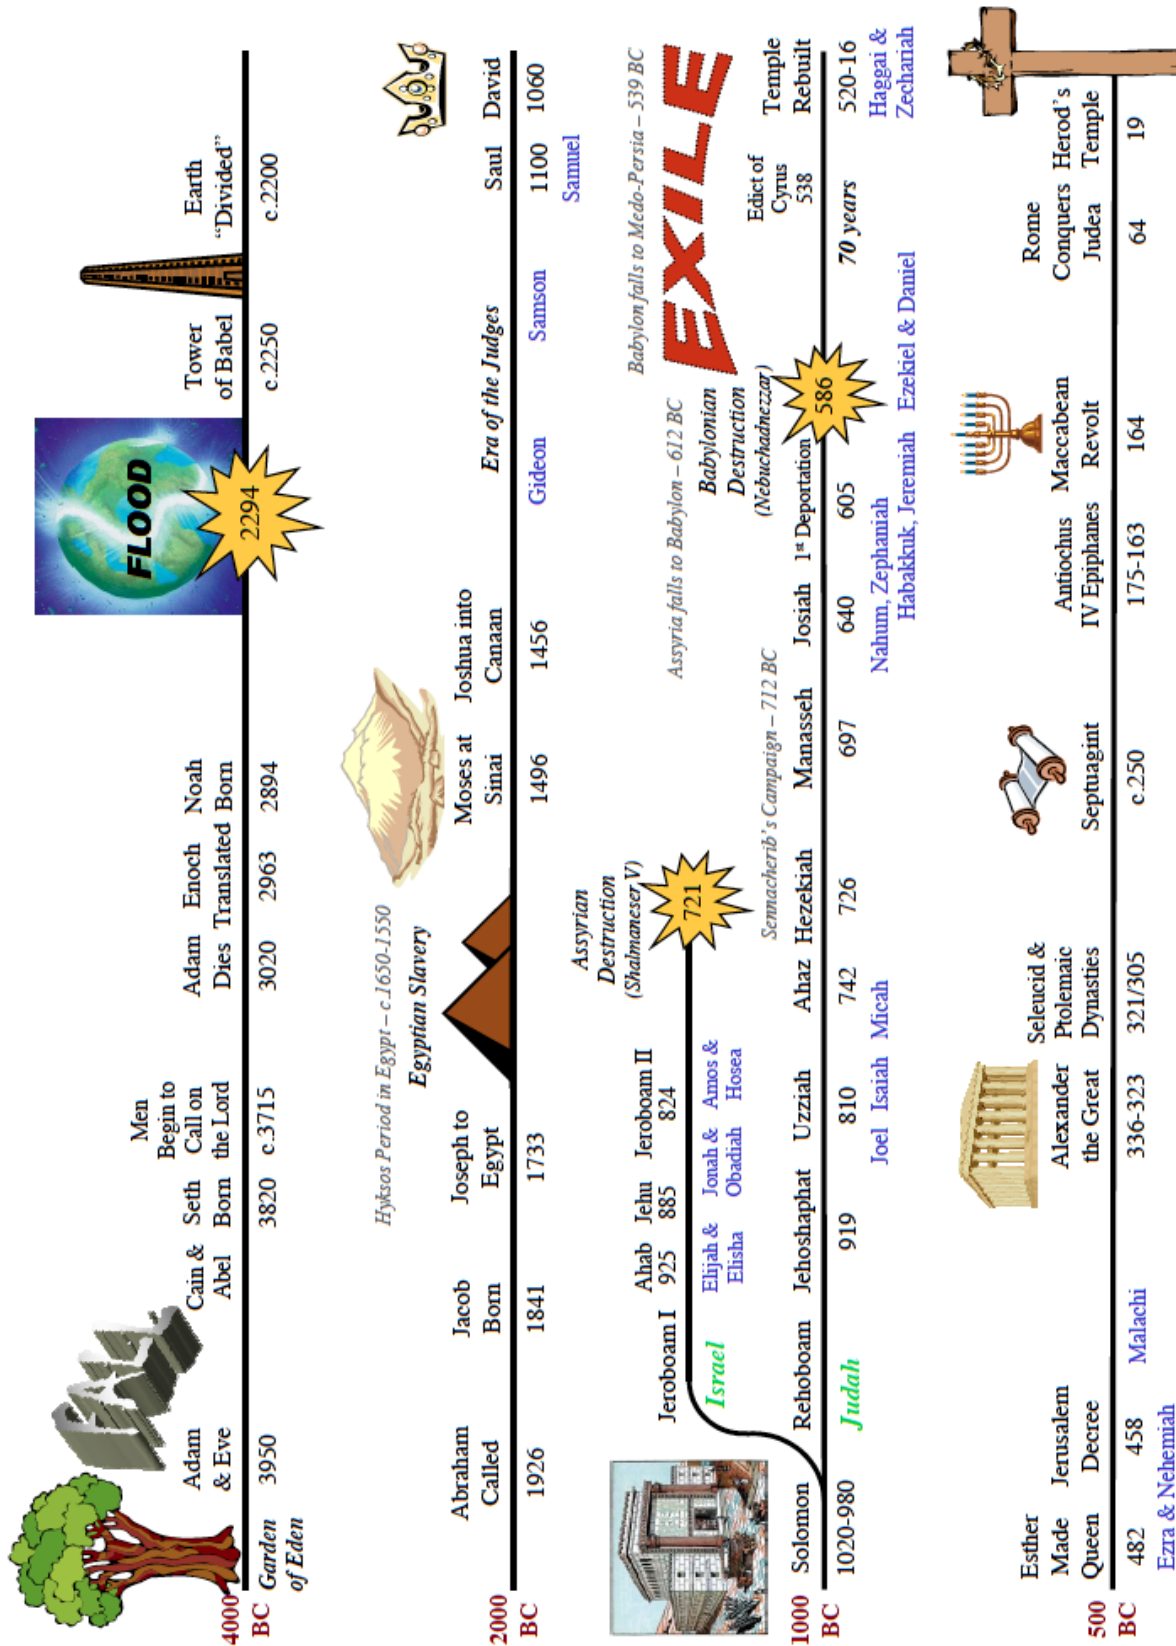 4000
BC
Garden
of Eden
Adam
& Eve
3950
FALL
Cain &
Abel
Seth
Born
3820
Men
Begin to
Call on
the Lord
c.3715
Adam
Dies
3020
Enoch
Translated
2963
Noah
Born
2894
FLOOD
2294
Tower
of Babel
c.2250
Earth
“Divided”
c.2200
2000
BC
Abraham
Called
1926
Jacob
Born
1841
Joseph to
Egypt
1733
Hyksos Period in Egypt – c.1650-1550
Egyptian Slavery
Moses at
Sinai
1496
Joshua into
Canaan
1456
Era of the Judges
Gideon
Samson
Saul
1100
Samuel
David
1060
1000
BC
Solomon
1020-980
Jeroboam I
Israel
Ahab
925
Jehu
885
Jeroboam II
824
Elijah &
Elisha
Jonah &
Obadiah
Amos &
Hosea
Assyrian
Destruction
(Shalmaneser V)
721
Rehoboam
Judah
Jehoshaphat
919
Uzziah
810
Ahaz
742
Hezekiah
726
Manasseh
697
Josiah
640
1st Deportation
605
Joel
Isaiah
Micah
Sennacherib’s Campaign – 712 BC
Assyria falls to Babylon – 612 BC
Nahum, Zephaniah
Habakkuk, Jeremiah
Babylonian
Destruction
(Nebuchadnezzar)
586
Ezekiel & Daniel
Babylon falls to Medo-Persia – 539 BC
EXILE
70 years
Edict of
Cyrus
538
Temple
Rebuilt
520-16
Haggai &
Zechariah
500
BC
Esther
Made
Queen
482
Jerusalem
Decree
458
Ezra & Nehemiah
Malachi
Alexander
the Great
336-323
Seleucid &
Ptolemaic
Dynasties
321/305
Septuagint
c.250
Antiochus
IV Epiphanes
175-163
Maccabean
Revolt
164
Rome
Conquers
Judea
64
Herod’s
Temple
19